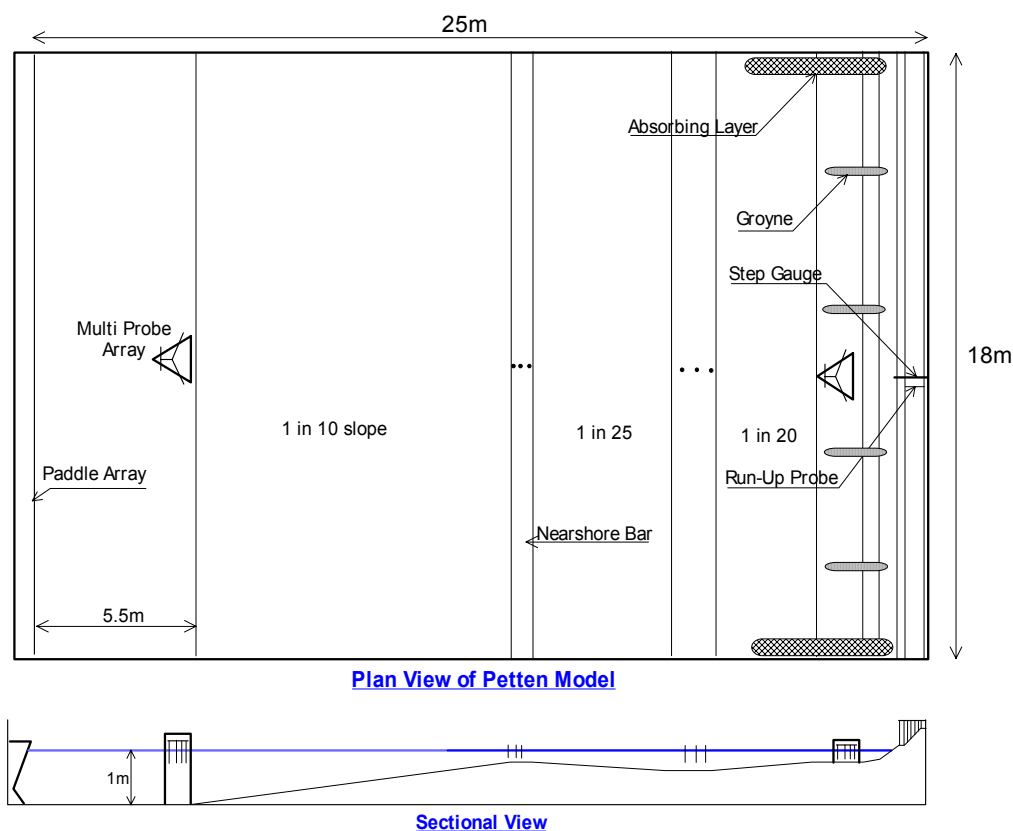 25m
Absorbing Layer
Groyne
Step Gauge
Multi Probe
Array
18m
1 in 10 slope
1 in 25
1 in 20
Paddle Array
Run-Up Probe
Nearshore Bar
5.5m
Plan View of Petten Model
1m
Sectional View